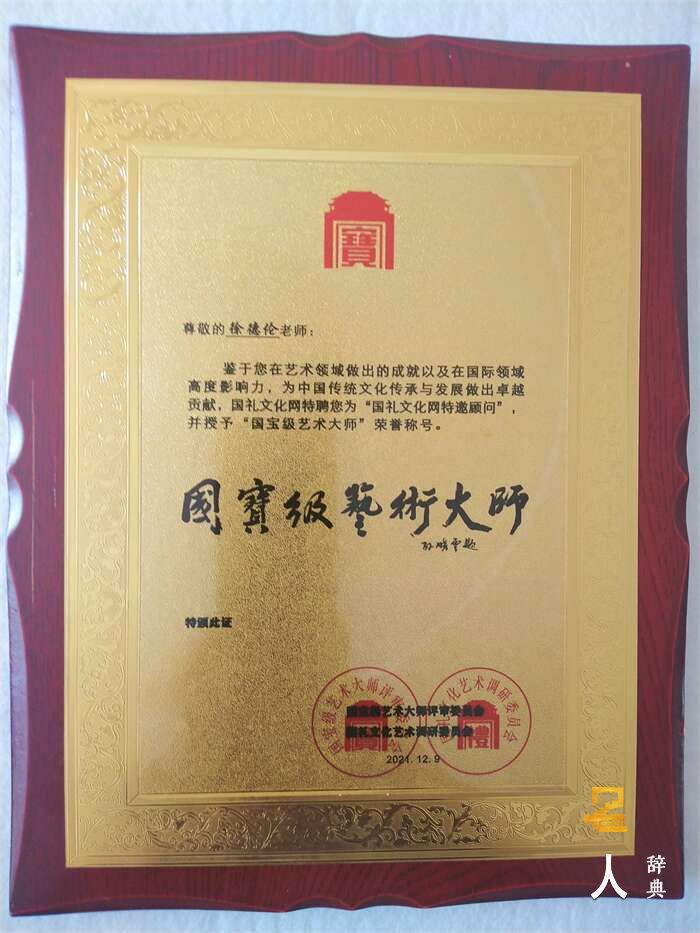 寶
尊敬的徐德伦老师：
鉴于您在艺术领域做出的成就以及在国际领域
高度影响力，为中国传统文化传承与发展做出卓越
贡献，国礼文化网特聘您为“国礼文化网特邀顾问”，
并授予“国宝级艺术大师”荣誉称号。
國寶级藝術大師
特颁此证
国宝级艺术大师评审委员会
国礼文化艺术调研委员会
2021.12.9
人
辞典